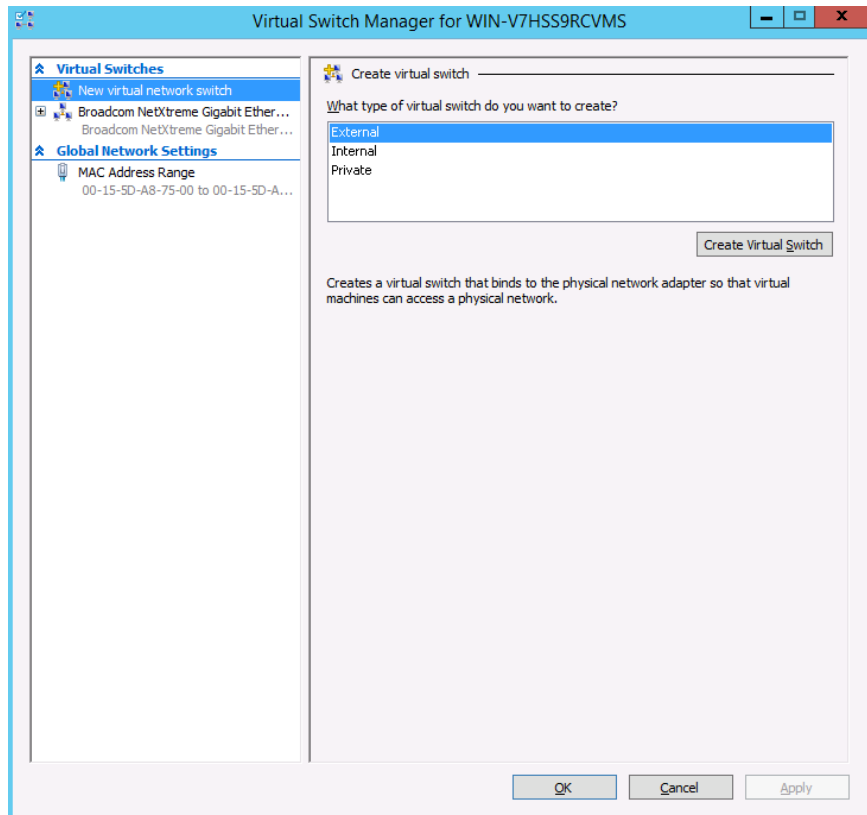 Virtual Switch Manager for WIN-V7HSS9RCVMS
Virtual Switches
New virtual network switch
Broadcom NetXtreme Gigabit Ether...
Broadcom NetXtreme Gigabit Ether...
Global Network Settings
MAC Address Range
00-15-5D-A8-75-00 to 00-15-5D-A...
Create virtual switch
What type of virtual switch do you want to create?
External
Internal
Private
Create Virtual Switch
Creates a virtual switch that binds to the physical network adapter so that virtual
machines can access a physical network.
OK
Cancel
Apply